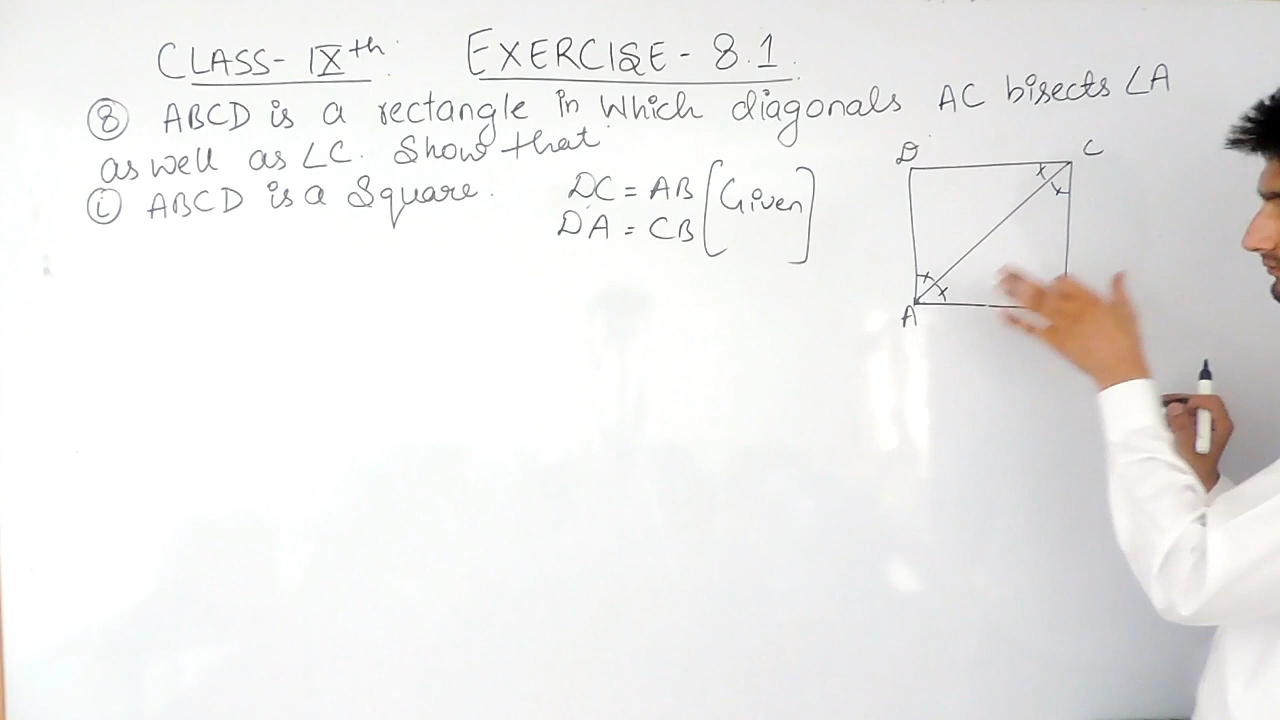 CLASS- IXth. EXERCISE - 8.1
⑧ ABCD is a rectangle in which diagonals AC bisects ∠A
as well as ∠C. Show that
(i) ABCD is a Square.
DC = AB [Given]
DA = CB
D C
A